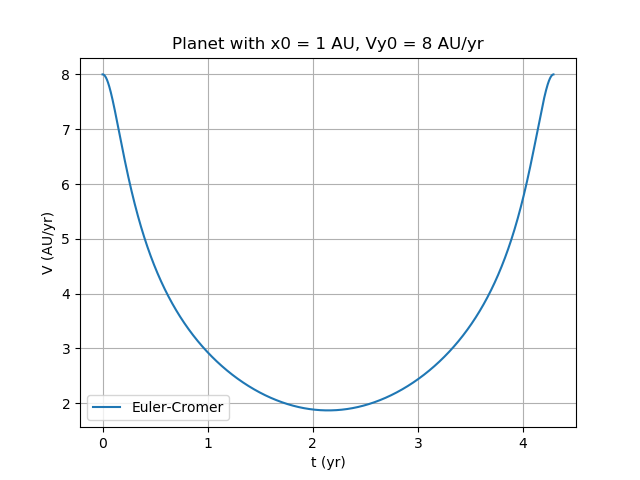 Planet with x0 = 1 AU, Vy0 = 8 AU/yr
V (AU/yr)
8
7
6
5
4
3
2
Euler-Cromer
0 1 2 3 4
t (yr)